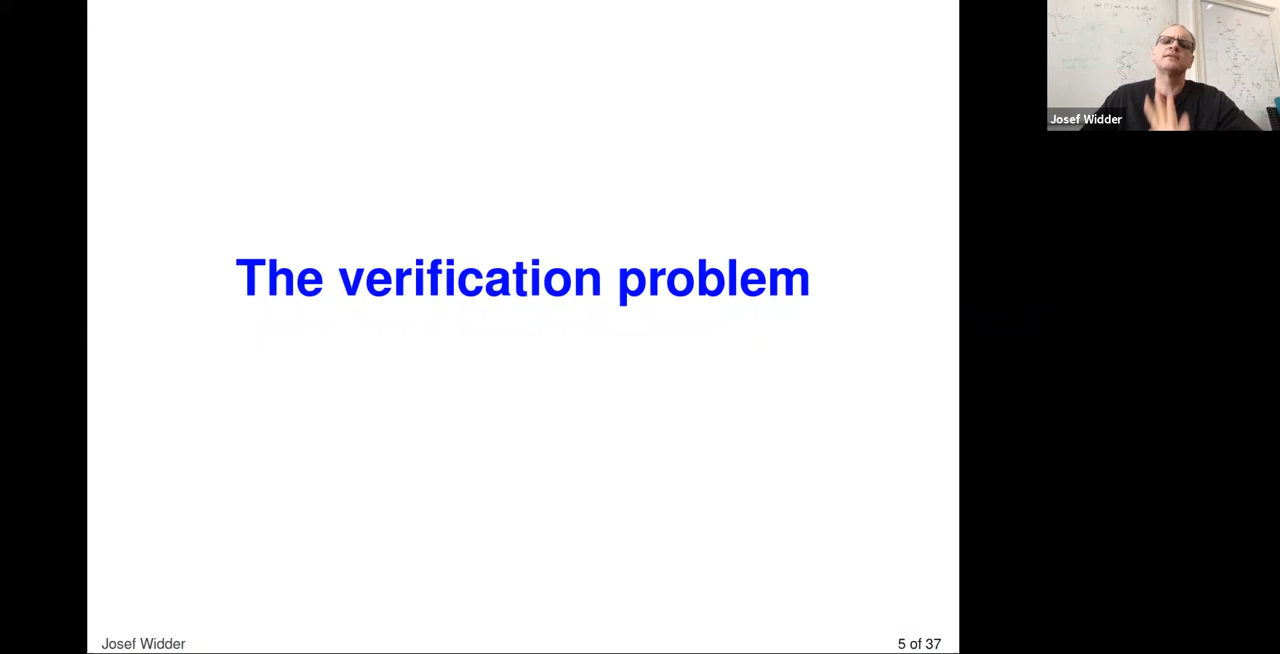 The verification problem
Josef Widder
Josef Widder
5 of 37